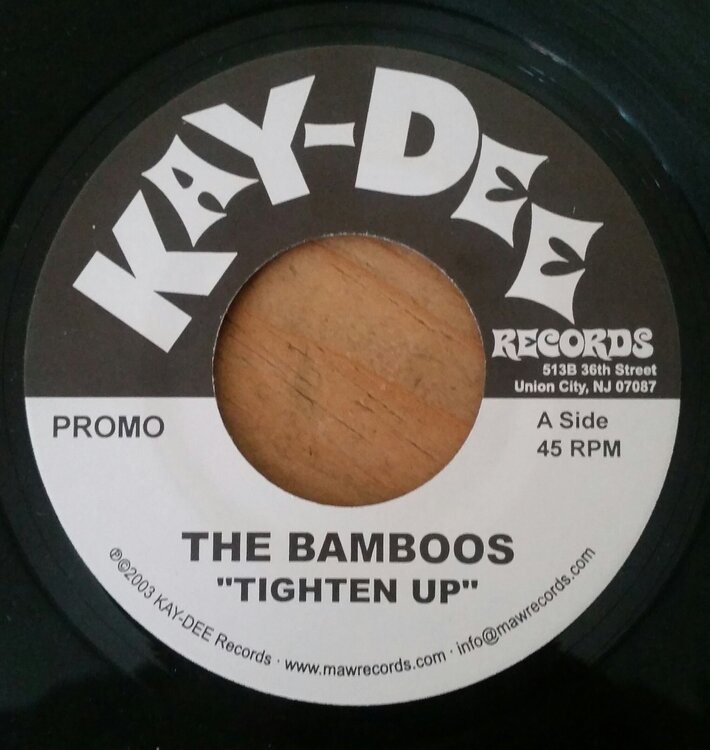 KAY-DEE
RECORDS
513B 36th Street
Union City, NJ 07087
PROMO
A Side
45 RPM
THE BAMBOOS
"TIGHTEN UP"
℗©2003 KAY-DEE Records · www.mawrecords.com · info@mawrecords.com